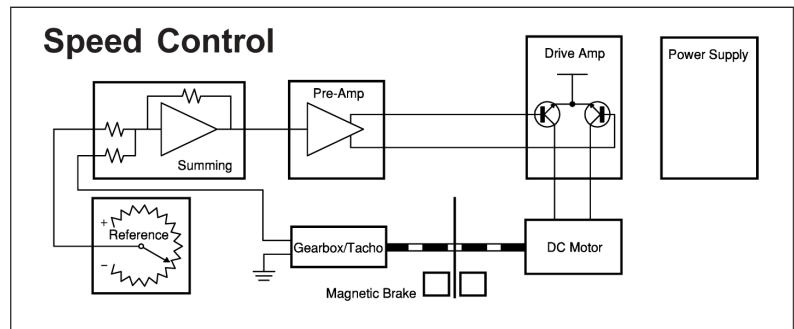 Speed Control
Drive Amp
Power Supply
Pre-Amp
Summing
+
Reference
−
Gearbox/Tacho
DC Motor
Magnetic Brake